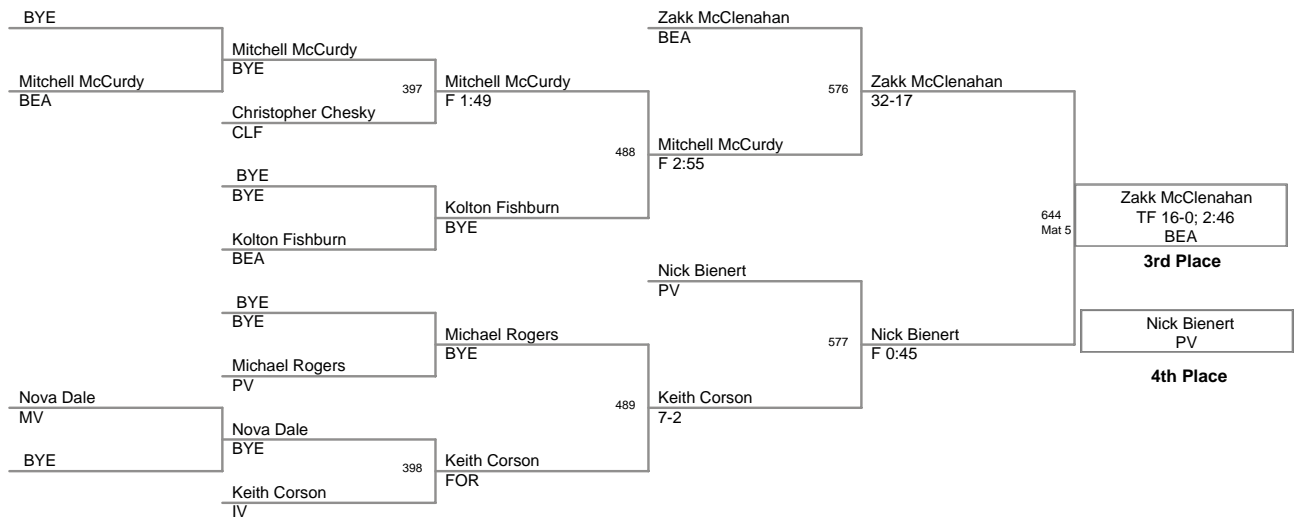 BYE
Mitchell McCurdy
BEA
Mitchell McCurdy
BYE
397
Christopher Chesky
CLF
Mitchell McCurdy
F 1:49
BYE
BYE
Kolton Fishburn
BEA
Kolton Fishburn
BYE
488
Zakk McClenahan
BEA
Mitchell McCurdy
F 2:55
576
Zakk McClenahan
32-17
BYE
BYE
Michael Rogers
PV
Michael Rogers
BYE
Nova Dale
MV
BYE
Nova Dale
BYE
398
Keith Corson
IV
Keith Corson
FOR
489
Nick Bienert
PV
Keith Corson
7-2
577
Nick Bienert
F 0:45
644
Mat 5
Zakk McClenahan
TF 16-0; 2:46
BEA
3rd Place
Nick Bienert
PV
4th Place